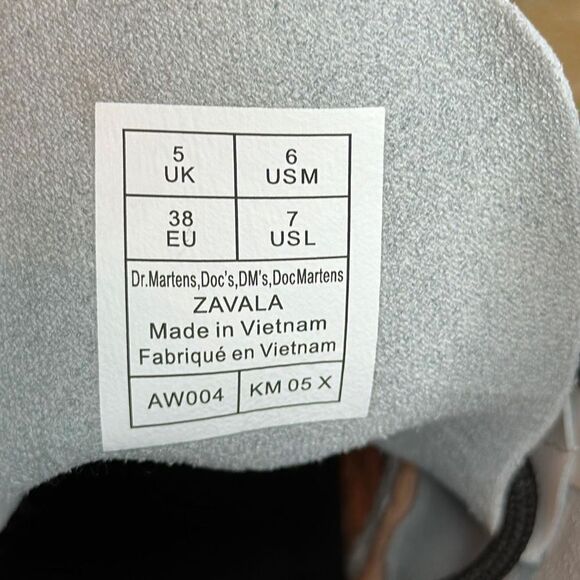 5
UK
6
USM
38
EU
7
USL
Dr.Martens,Doc's,DM's,DocMartens
ZAVALA
Made in Vietnam
Fabriqué en Vietnam
AW004
KM 05 X